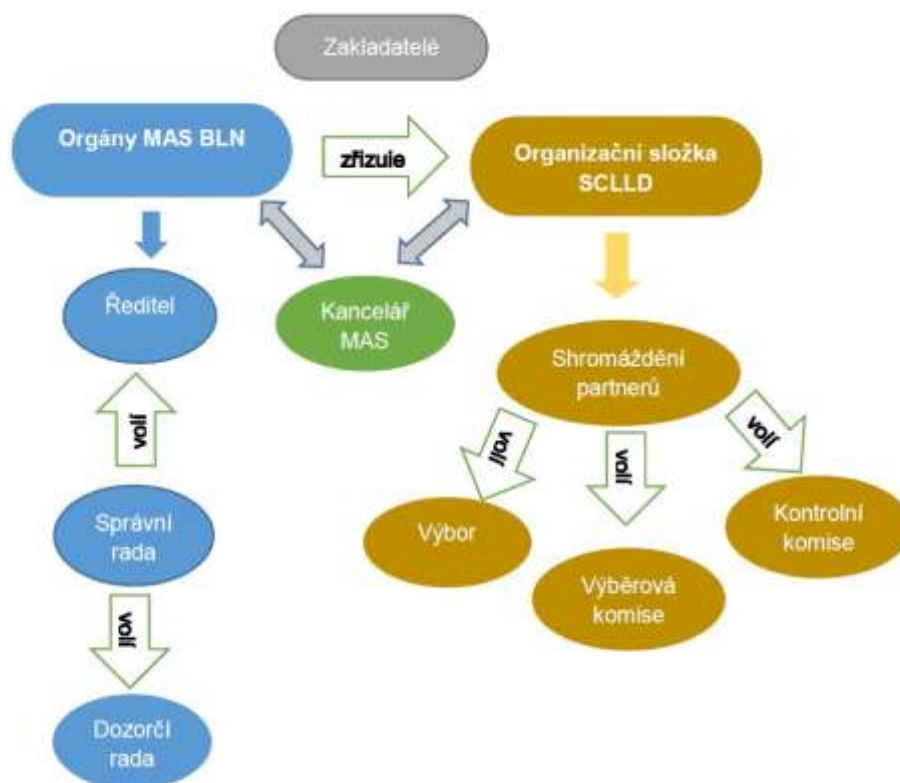 Zakladatelé
Orgány MAS BLN
zřizuje
Organizační složka
SCLLD
Ředitel
Kancelář
MAS
Shromáždění
partnerů
volí
volí
volí
volí
Správní
rada
Výbor
Kontrolní
komise
Výběrová
komise
volí
Dozorčí
rada